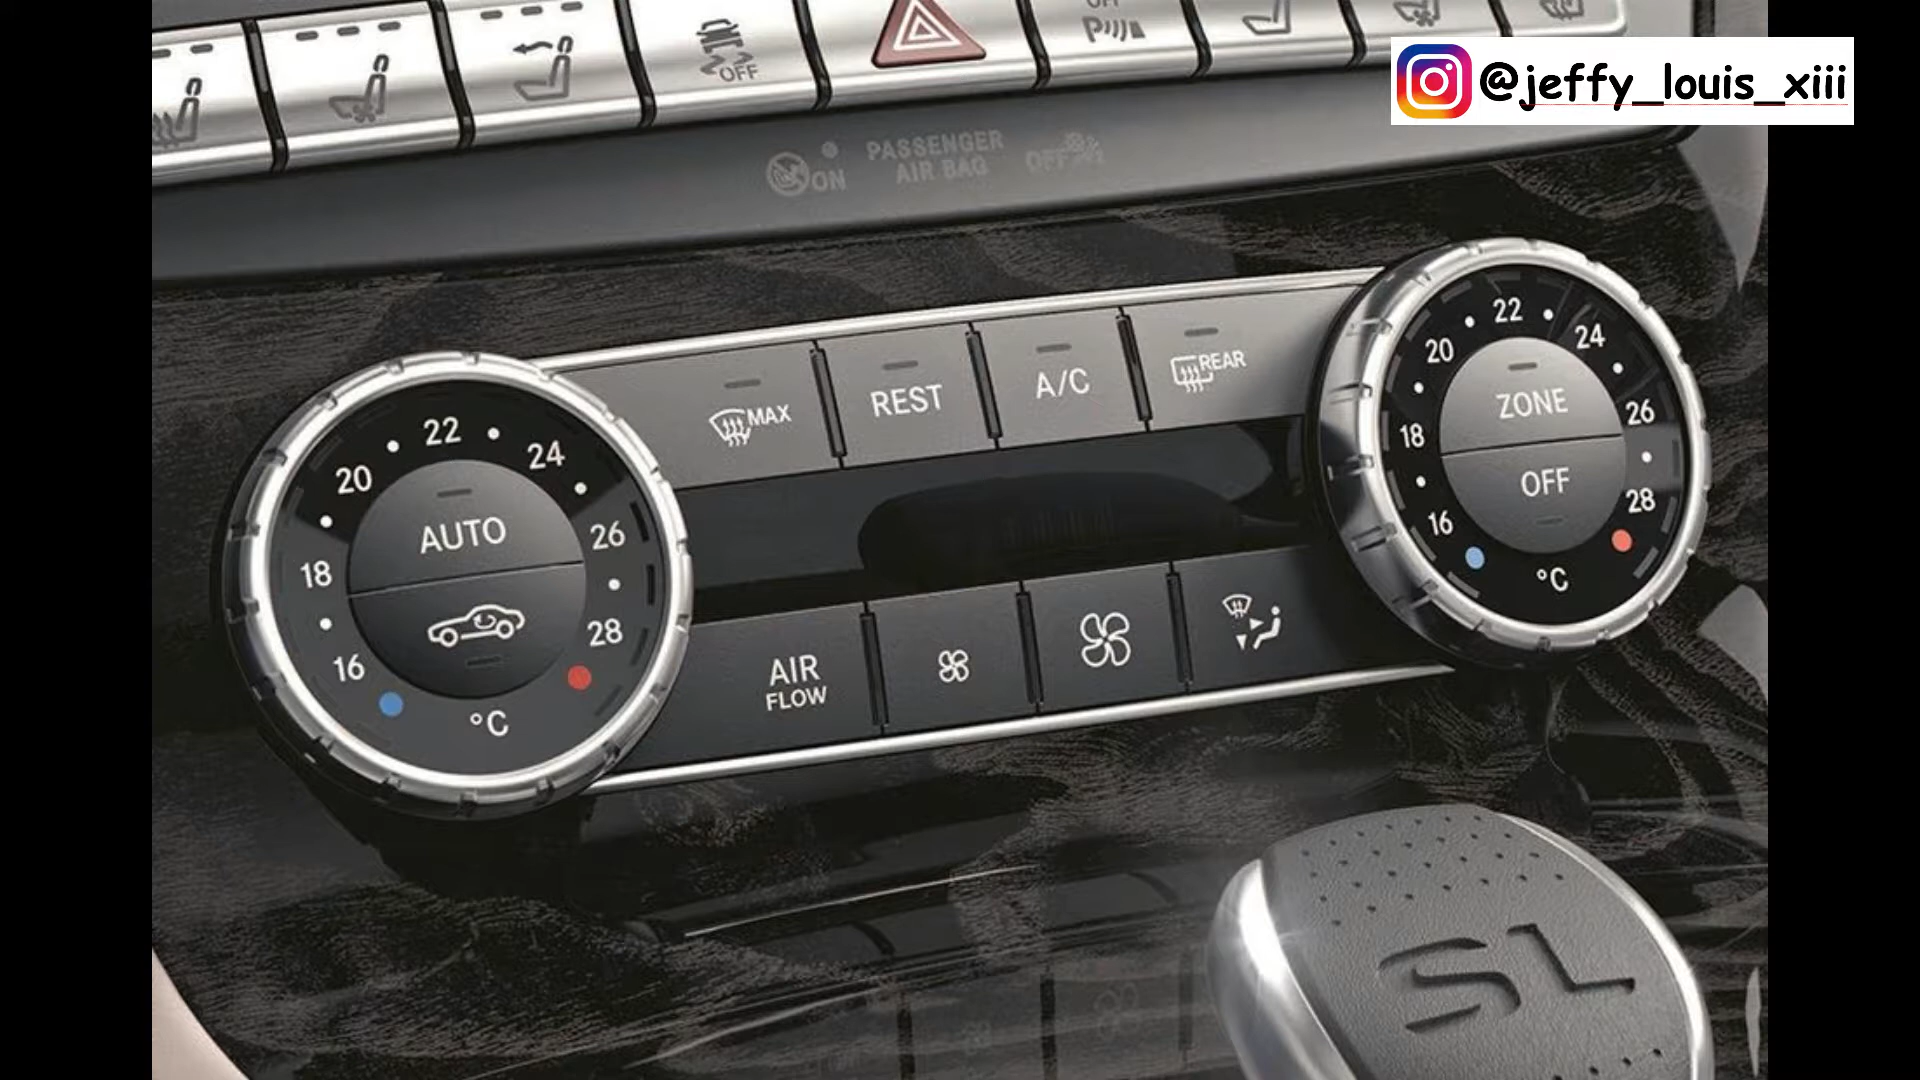 @jeffy_louis_xiii
OFF
OFF
P
ON
PASSENGER
AIR BAG
OFF
MAX
REST
A/C
REAR
22
20
24
18
26
16
28
°C
AUTO
22
20
24
18
26
16
28
°C
ZONE
OFF
AIR
FLOW
SL